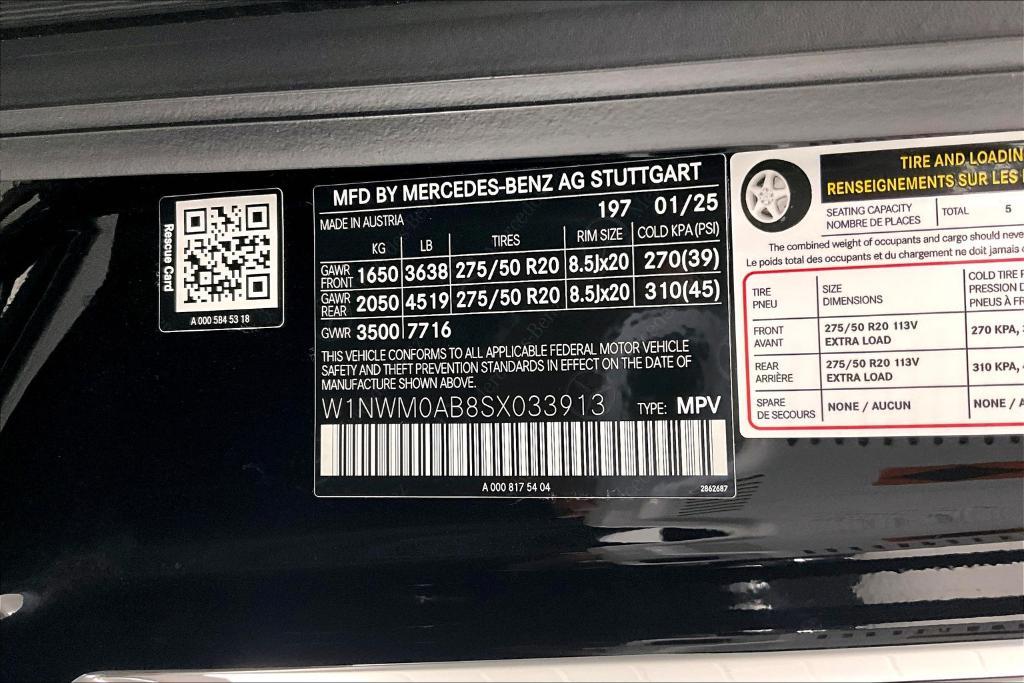 Rescue Card
A 000 584 53 18
MFD BY MERCEDES-BENZ AG STUTTGART
MADE IN AUSTRIA 197 01/25
KG LB TIRES RIM SIZE COLD KPA (PSI)
GAWR FRONT 1650 3638 275/50 R20 8.5Jx20 270(39)
GAWR REAR 2050 4519 275/50 R20 8.5Jx20 310(45)
GVWR 3500 7716
THIS VEHICLE CONFORMS TO ALL APPLICABLE FEDERAL MOTOR VEHICLE
SAFETY AND THEFT PREVENTION STANDARDS IN EFFECT ON THE DATE OF
MANUFACTURE SHOWN ABOVE.
W1NWM0AB8SX033913 TYPE: MPV
A 000 817 54 04 2862687
TIRE AND LOADIN
RENSEIGNEMENTS SUR LES
SEATING CAPACITY
NOMBRE DE PLACES
TOTAL 5
The combined weight of occupants and cargo should neve
Le poids total des occupants et du chargement ne doit jamais
TIRE
PNEU
SIZE
DIMENSIONS
COLD TIRE
PRESSION
PNEUS À
FRONT
AVANT
275/50 R20 113V
EXTRA LOAD
270 KPA,
REAR
ARRIÈRE
275/50 R20 113V
EXTRA LOAD
310 KPA,
SPARE
DE SECOURS
NONE / AUCUN
NONE /